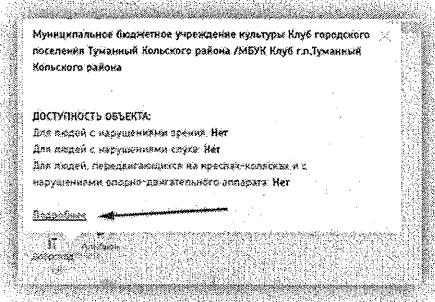 Муниципальное бюджетное учреждение культуры Клуб городского
поселения Туманный Кольского района /МБУК Клуб г.п.Туманный
Кольского района
ДОСТУПНОСТЬ ОБЪЕКТА:
Для людей с нарушениями зрения: Нет
Для людей с нарушениями слуха: Нет
Для людей, передвигающихся на креслах-колясках и с
нарушениями опорно-двигательного аппарата: Нет
Подробнее